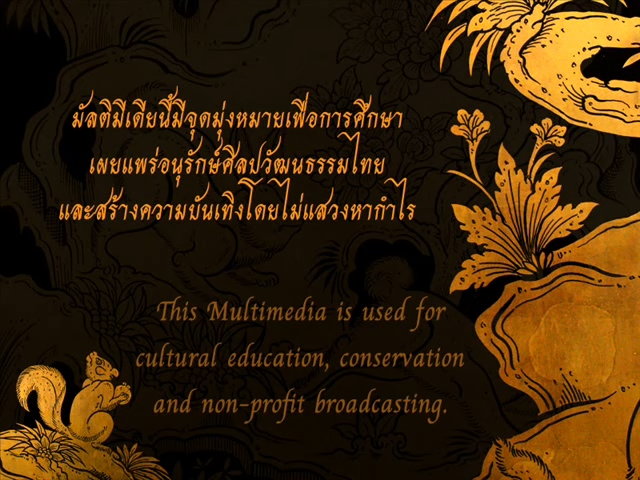 มัลติมีเดียนี้มีจุดมุ่งหมายเพื่อการศึกษา
เผยแพร่อนุรักษ์ศิลปวัฒนธรรมไทย
และสร้างความบันเทิงโดยไม่แสวงหากำไร
This Multimedia is used for
cultural education, conservation
and non-profit broadcasting.